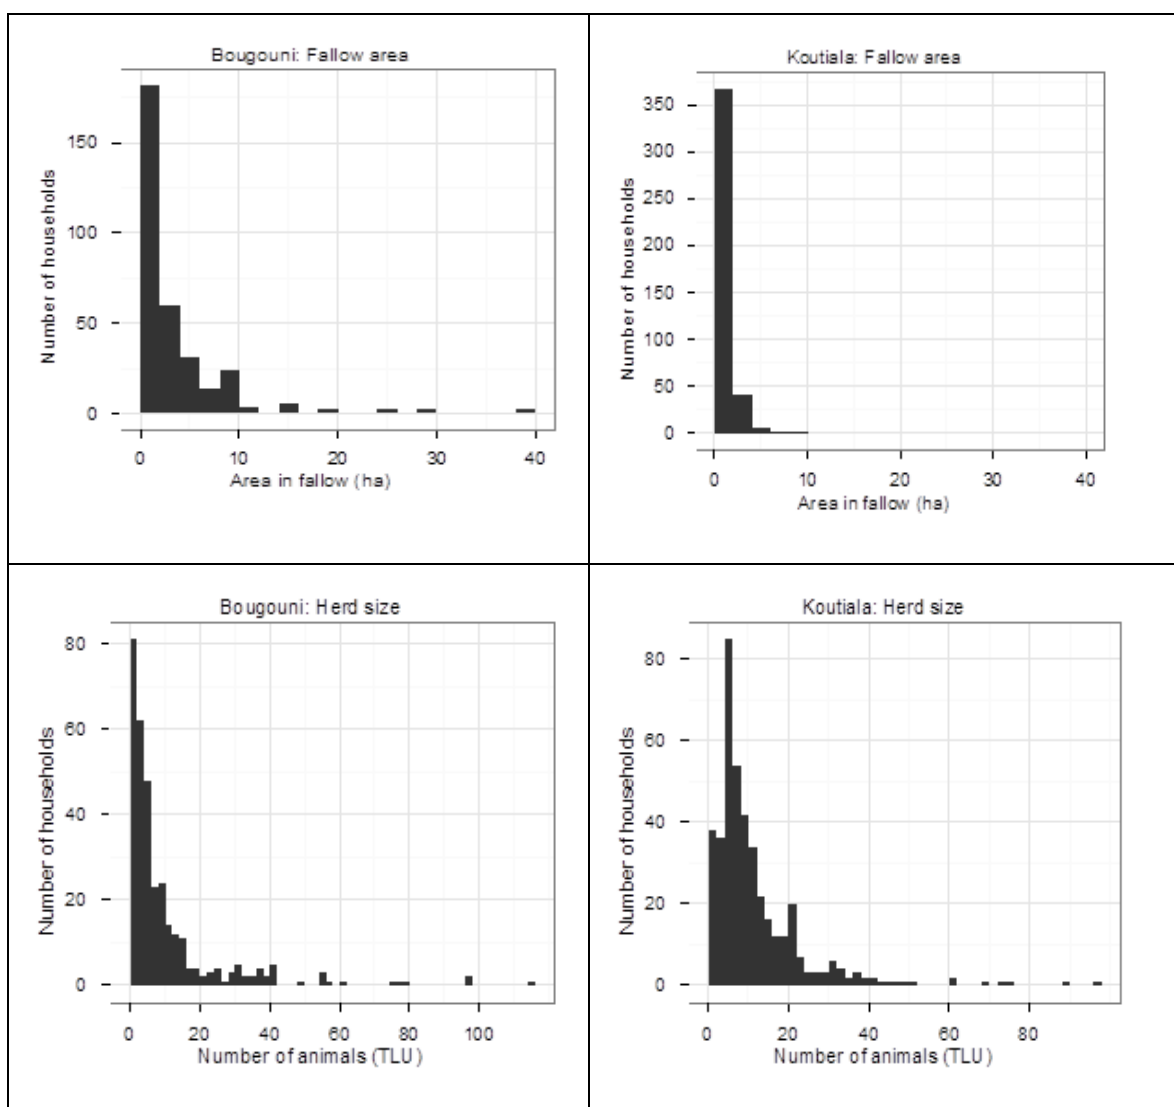 Bougouni: Fallow area
Number of households
150
100
50
0
0 10 20 30 40
Area in fallow (ha)
Koutiala: Fallow area
Number of households
350
300
250
200
150
100
50
0
0 10 20 30 40
Area in fallow (ha)
Bougouni: Herd size
Number of households
80
60
40
20
0
0 20 40 60 80 100
Number of animals (TLU)
Koutiala: Herd size
Number of households
80
60
40
20
0
0 20 40 60 80
Number of animals (TLU)